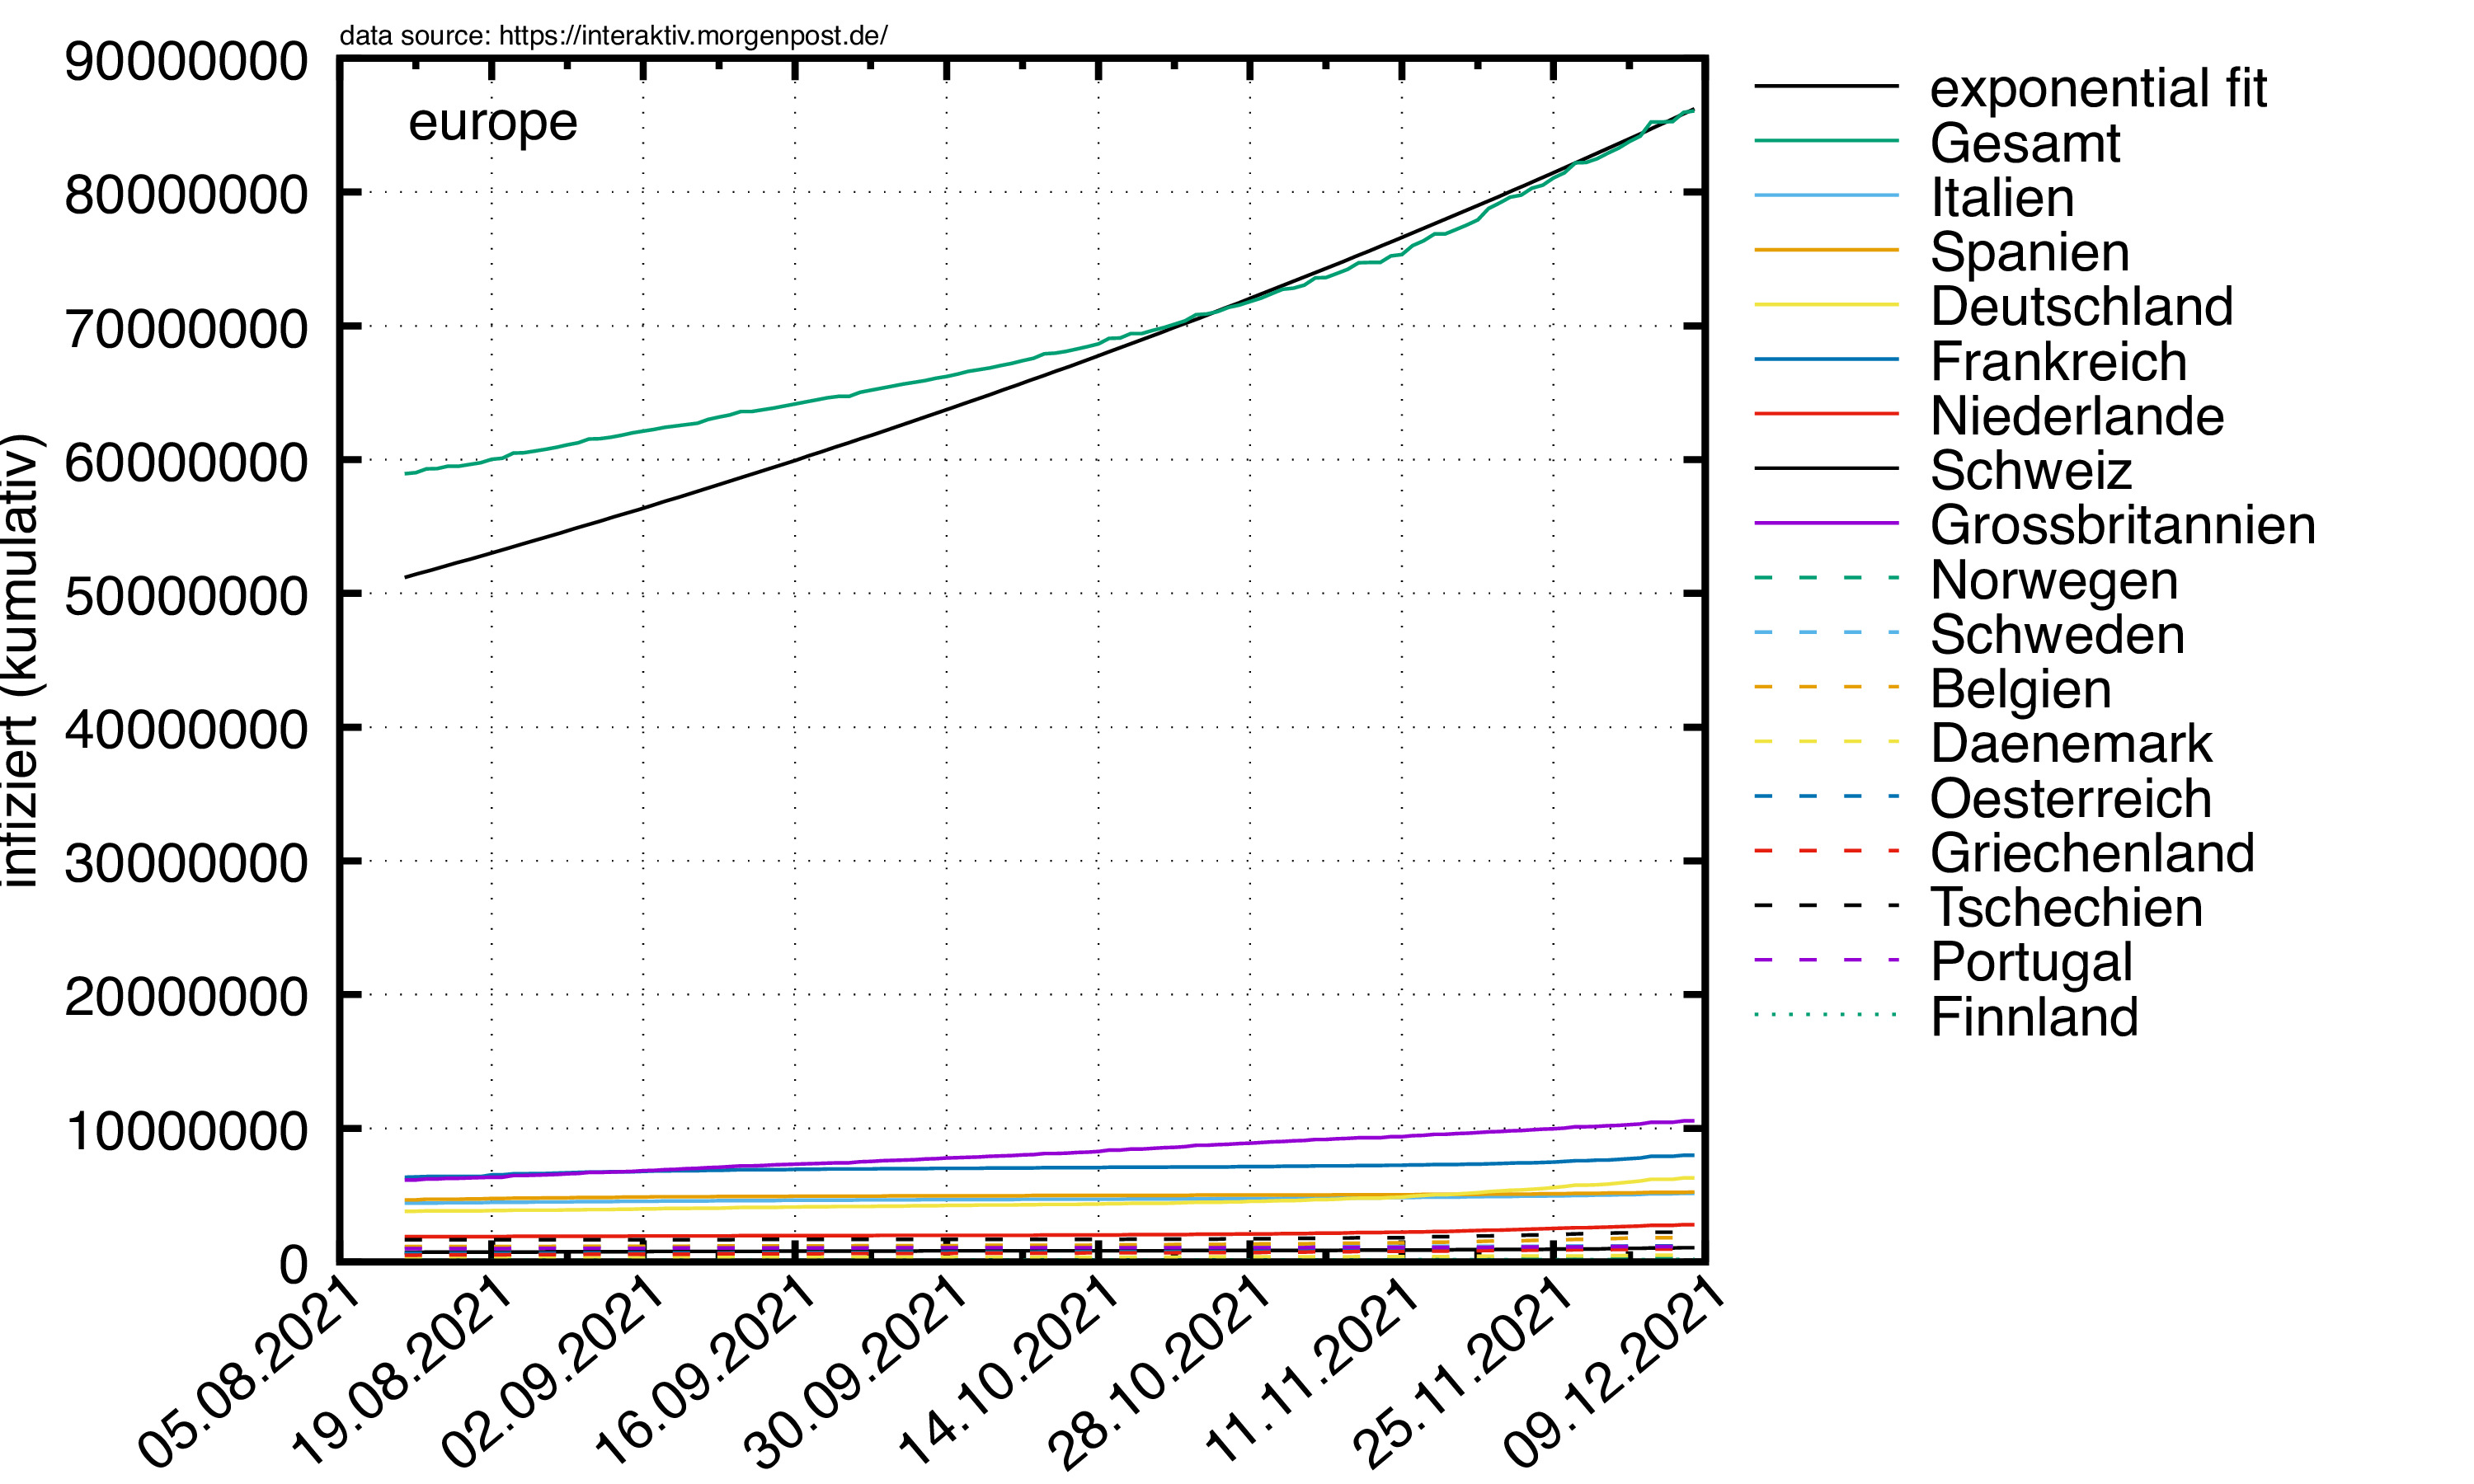 data source: https://interaktiv.morgenpost.de/
europe
infiziert (kumulativ)
90000000
80000000
70000000
60000000
50000000
40000000
30000000
20000000
10000000
0
05.08.2021
19.08.2021
02.09.2021
16.09.2021
30.09.2021
14.10.2021
28.10.2021
11.11.2021
25.11.2021
09.12.2021
exponential fit
Gesamt
Italien
Spanien
Deutschland
Frankreich
Niederlande
Schweiz
Grossbritannien
Norwegen
Schweden
Belgien
Daenemark
Oesterreich
Griechenland
Tschechien
Portugal
Finnland